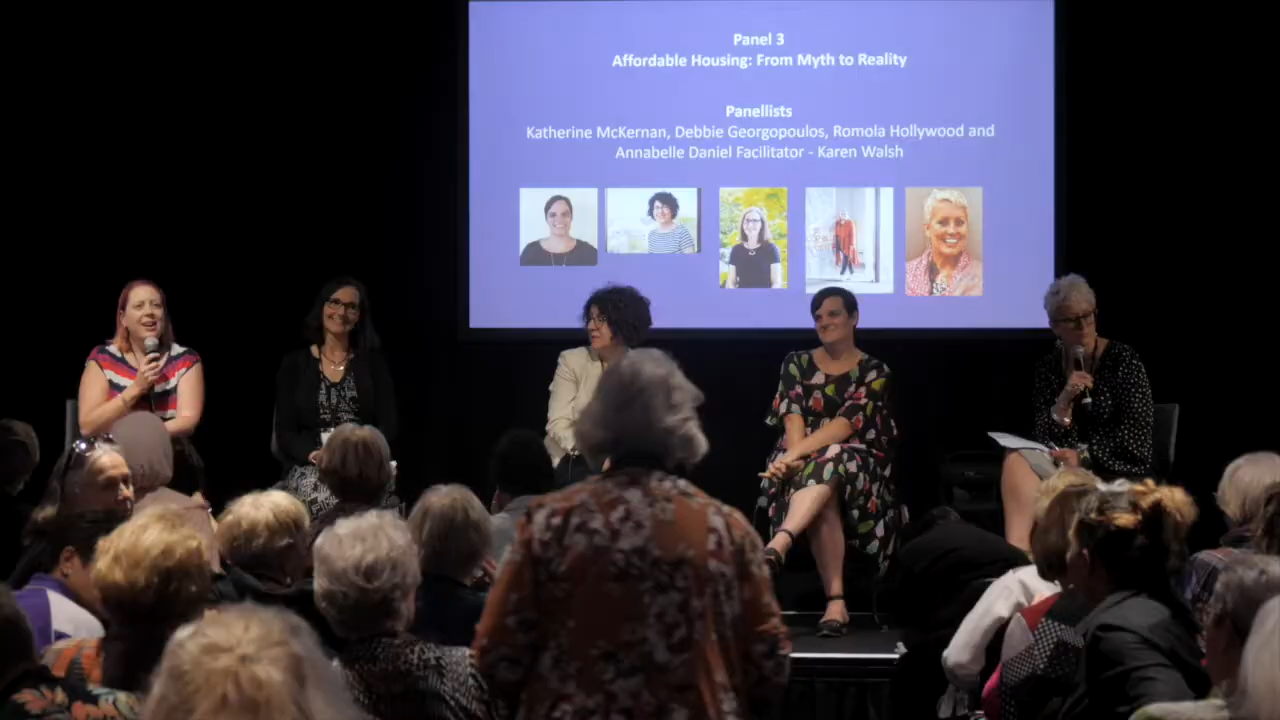 Panel 3
Affordable Housing: From Myth to Reality
Panellists
Katherine McKernan, Debbie Georgopoulos, Romola Hollywood and
Annabelle Daniel Facilitator - Karen Walsh